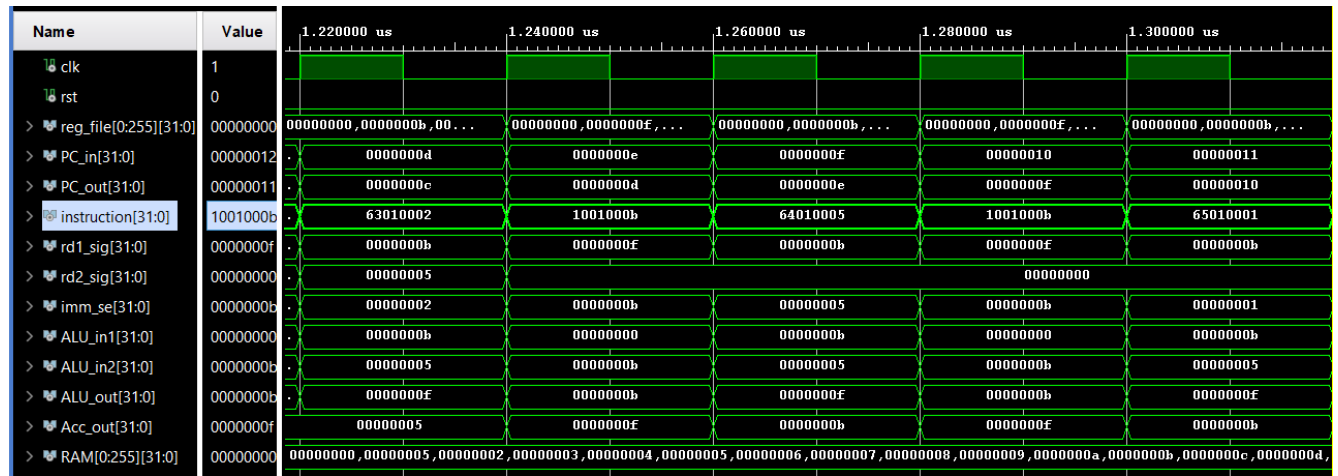 Name Value 1.220000 us 1.240000 us 1.260000 us 1.280000 us 1.300000 us
clk 1
rst 0
> reg_file[0:255][31:0] 00000000 00000000,0000000b,00... 00000000,0000000f,... 00000000,0000000b,... 00000000,0000000f,... 00000000,0000000b,...
> PC_in[31:0] 00000012 . 0000000d 0000000e 0000000f 00000010 00000011
> PC_out[31:0] 00000011 . 0000000c 0000000d 0000000e 0000000f 00000010
> instruction[31:0] 1001000b . 63010002 1001000b 64010005 1001000b 65010001
> rd1_sig[31:0] 0000000f . 0000000b 0000000f 0000000b 0000000f 0000000b
> rd2_sig[31:0] 00000000 . 00000005 00000000
> imm_se[31:0] 0000000b . 00000002 0000000b 00000005 0000000b 00000001
> ALU_in1[31:0] 00000000 . 0000000b 00000000 0000000b 00000000 0000000b
> ALU_in2[31:0] 0000000b . 00000005 0000000b 00000005 0000000b 00000005
> ALU_out[31:0] 0000000b . 0000000f 0000000b 0000000f 0000000b 0000000f
> Acc_out[31:0] 0000000f 00000005 0000000f 0000000b 0000000f 0000000b
> RAM[0:255][31:0] 00000000 00000000,00000005,00000002,00000003,00000004,00000005,00000006,00000007,00000008,00000009,0000000a,0000000b,0000000c,0000000d,